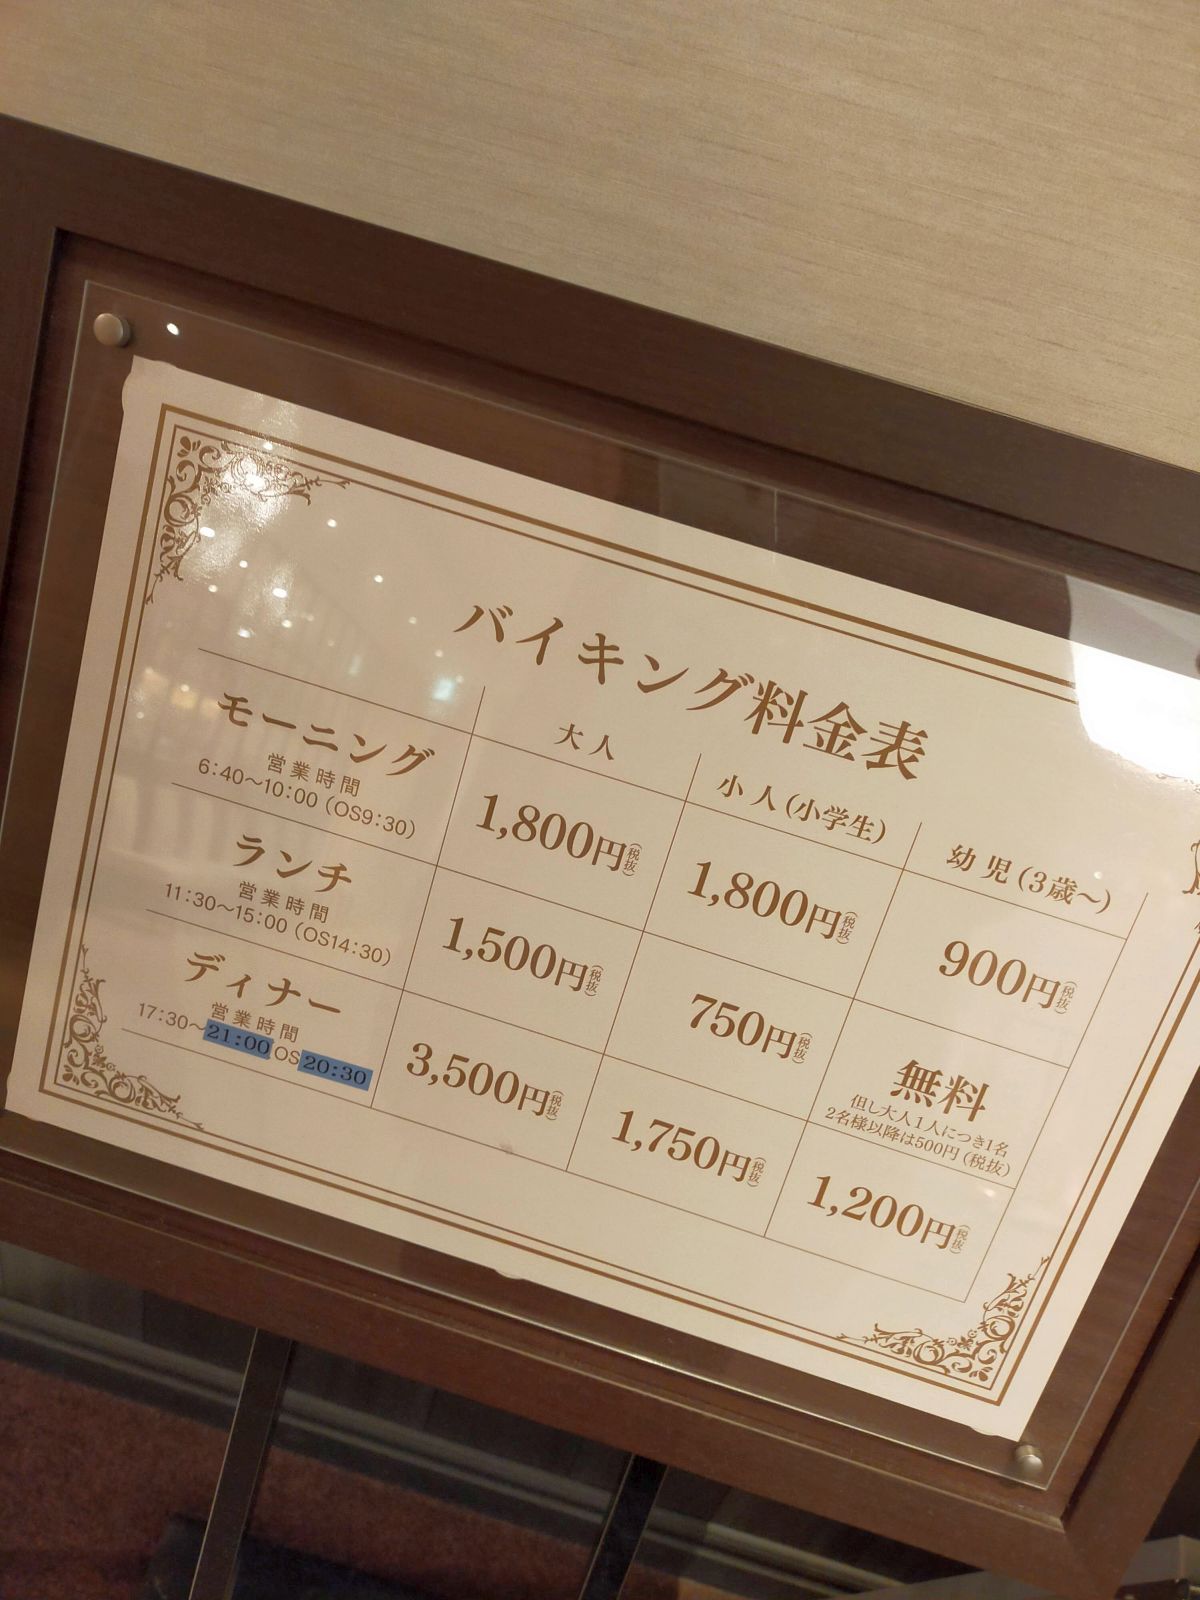 バイキング料金表
大人
小人(小学生)
幼児(3歳～)
モーニング
営業時間
6:40～10:00 (OS9:30)
1,800円(税抜)
1,800円(税抜)
900円(税抜)
ランチ
営業時間
11:30～15:00 (OS14:30)
1,500円(税抜)
750円(税抜)
無料
但し大人1人につき1名
2名様以降は500円(税抜)
ディナー
営業時間
17:30～21:00 OS 20:30
3,500円(税抜)
1,750円(税抜)
1,200円(税抜)